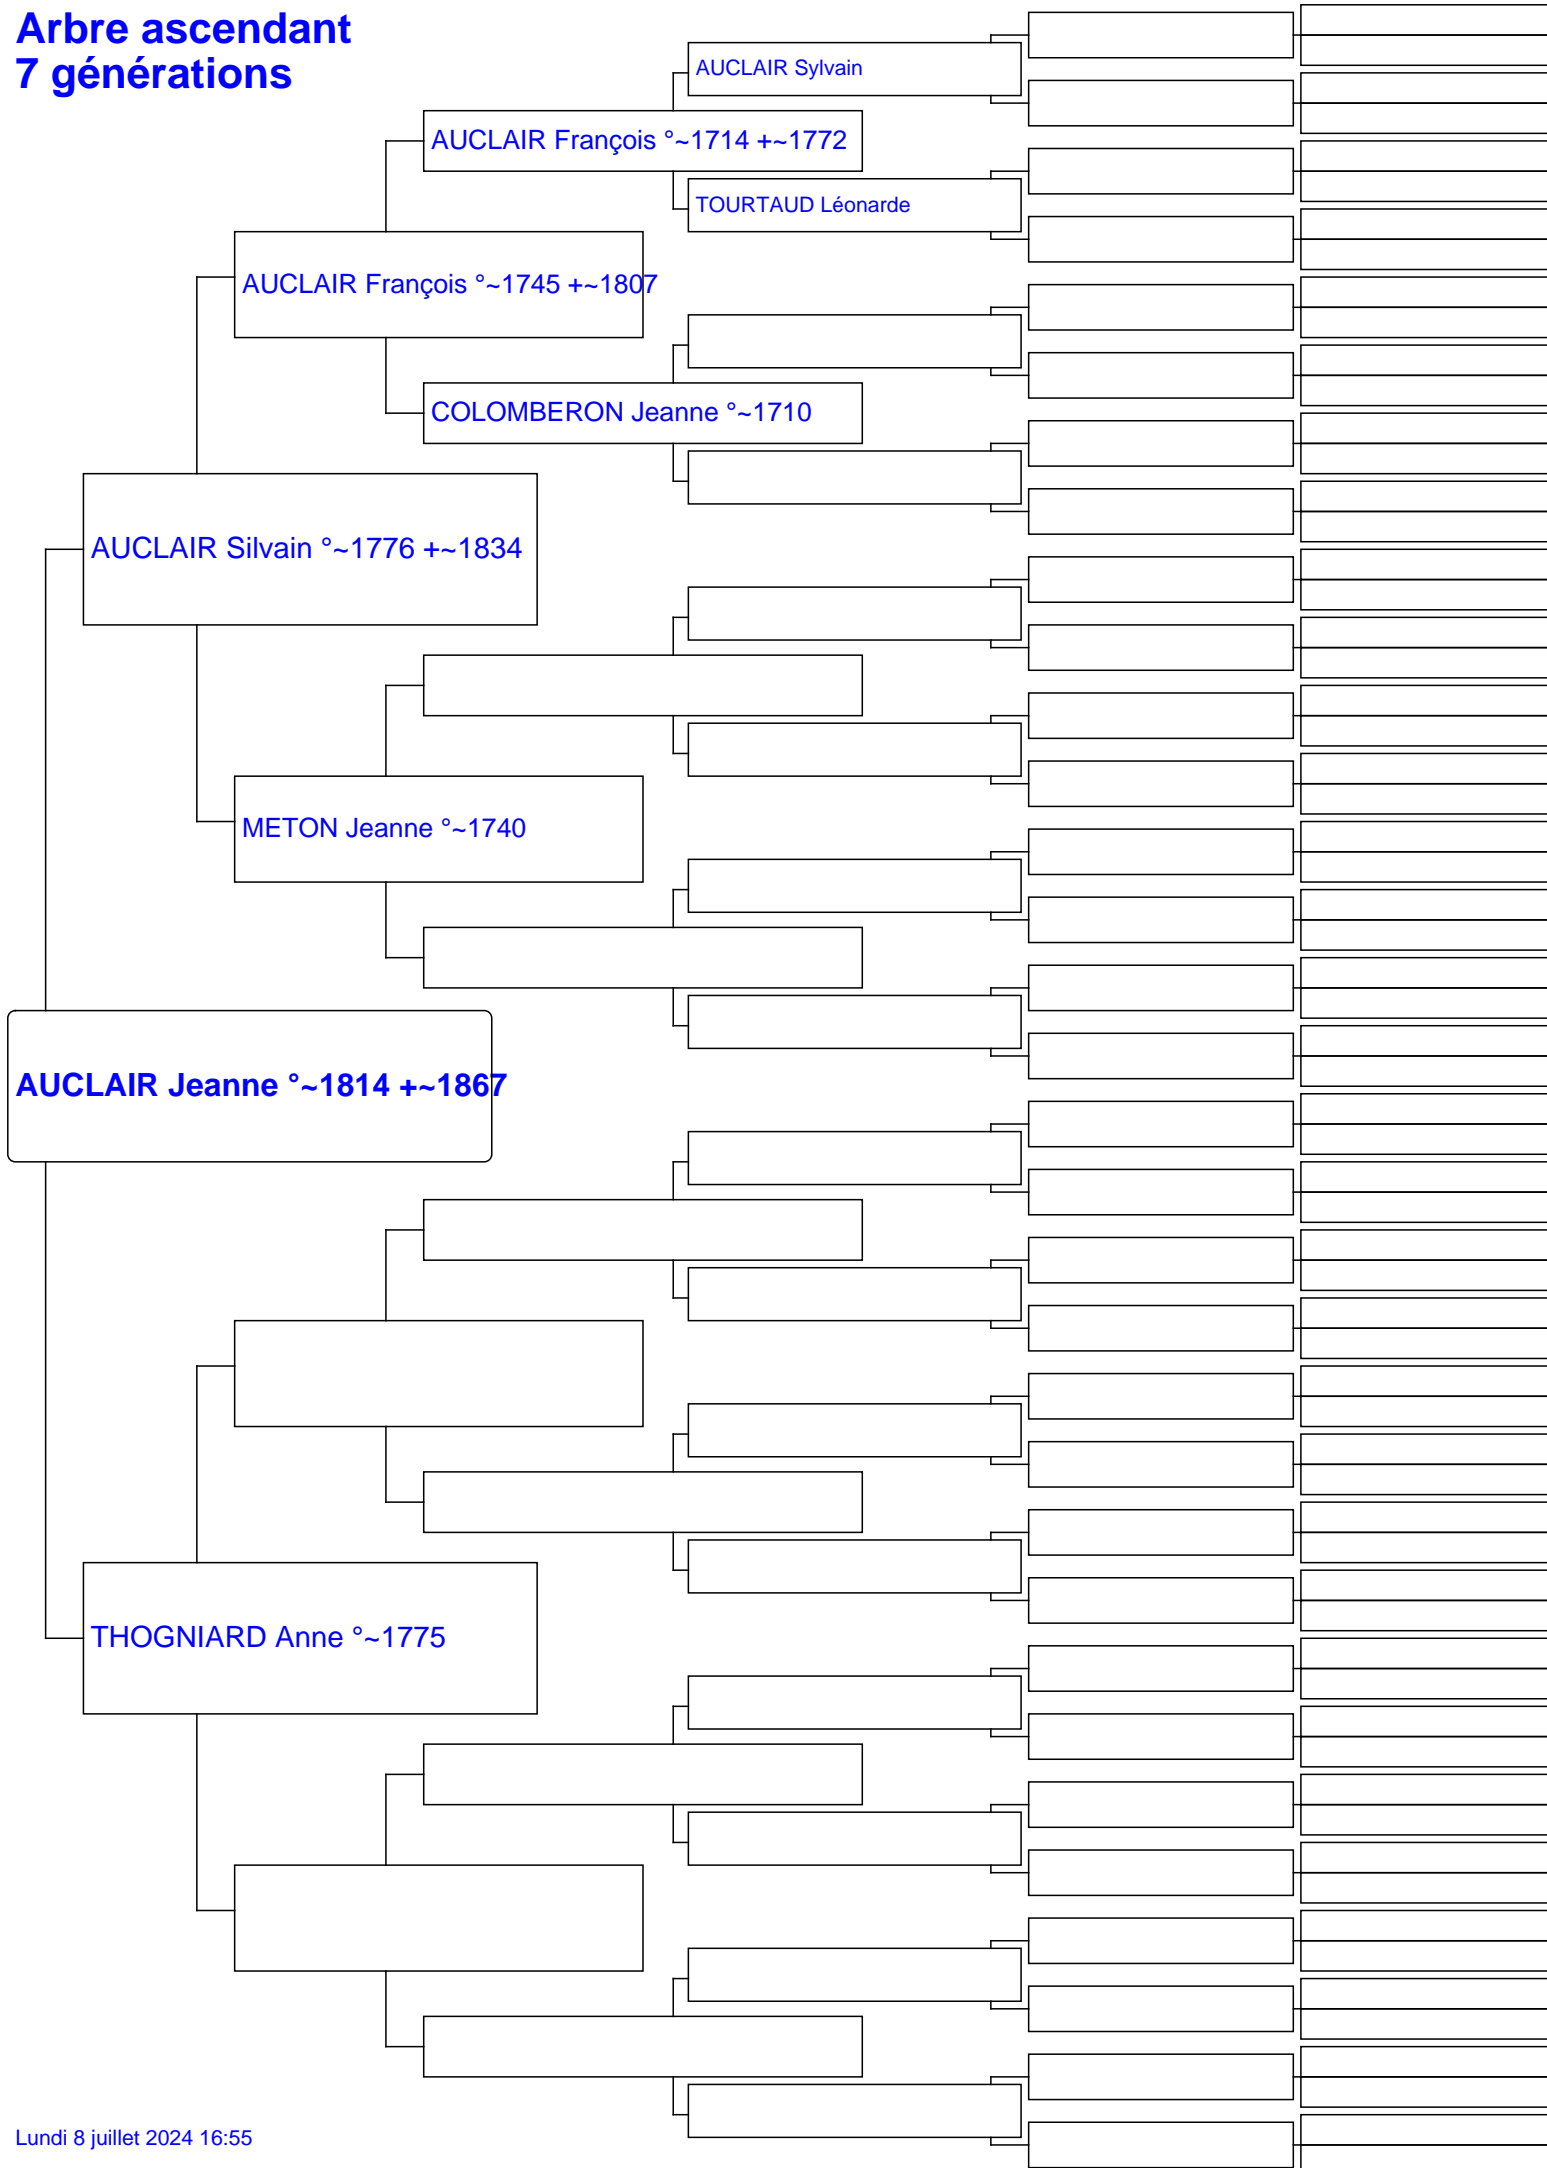 Arbre ascendant
7 générations
AUCLAIR Sylvain
AUCLAIR François °~1714 +~1772
TOURTAUD Léonarde
AUCLAIR François °~1745 +~1807
COLOMBERON Jeanne °~1710
AUCLAIR Silvain °~1776 +~1834
METON Jeanne °~1740
AUCLAIR Jeanne °~1814 +~1867
THOGNIARD Anne °~1775
Lundi 8 juillet 2024 16:55